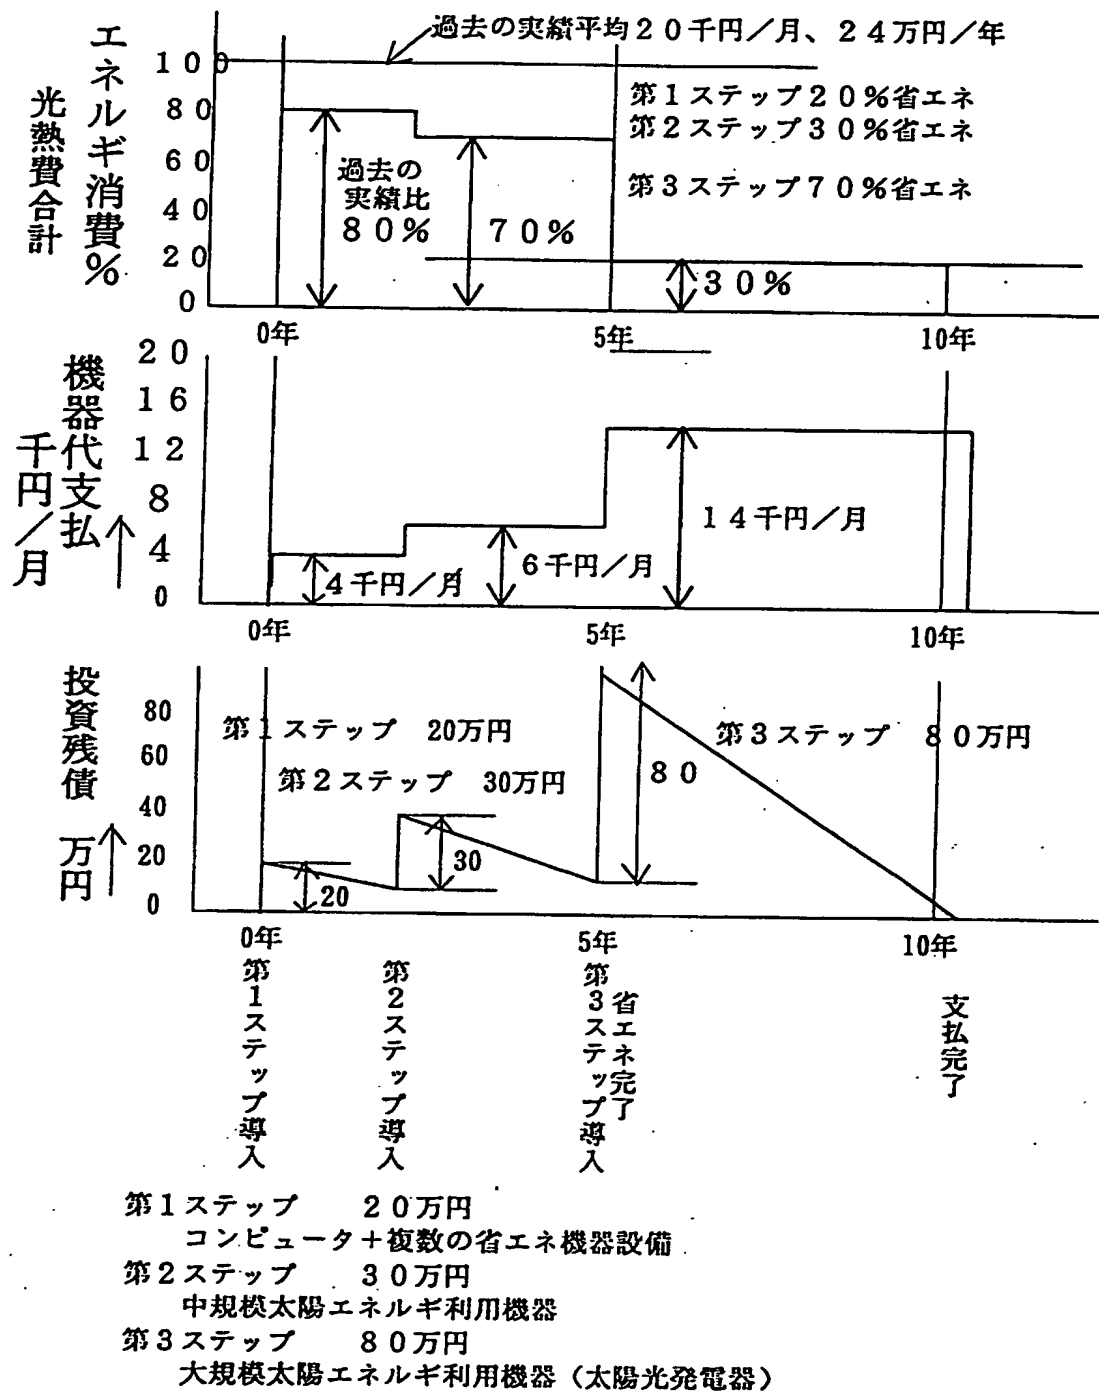 過去の実績平均20千円/月、24万円/年
エネルギ消費%
光熱費合計
100
80
60
40
20
0
第1ステップ20%省エネ
第2ステップ30%省エネ
第3ステップ70%省エネ
過去の
実績比
80%
70%
30%
0年
5年
10年
機器代支払
千円/月
20
16
12
8
4
0
4千円/月
6千円/月
14千円/月
0年
5年
10年
投資残債
万円
80
60
40
20
0
第1ステップ 20万円
第2ステップ 30万円
第3ステップ 80万円
20
30
80
0年
5年
10年
第1ステップ導入
第2ステップ導入
第3ステップ導入
省エネ完了
支払完了
第1ステップ 20万円
コンピュータ+複数の省エネ機器設備
第2ステップ 30万円
中規模太陽エネルギ利用機器
第3ステップ 80万円
大規模太陽エネルギ利用機器(太陽光発電器)